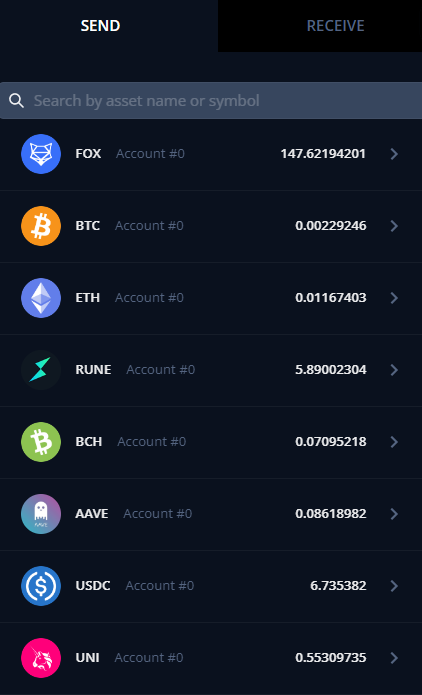 SEND RECEIVE
Search by asset name or symbol
FOX Account #0 147.62194201
BTC Account #0 0.00229246
ETH Account #0 0.01167403
RUNE Account #0 5.89002304
BCH Account #0 0.07095218
AAVE Account #0 0.08618982
USDC Account #0 6.735382
UNI Account #0 0.55309735